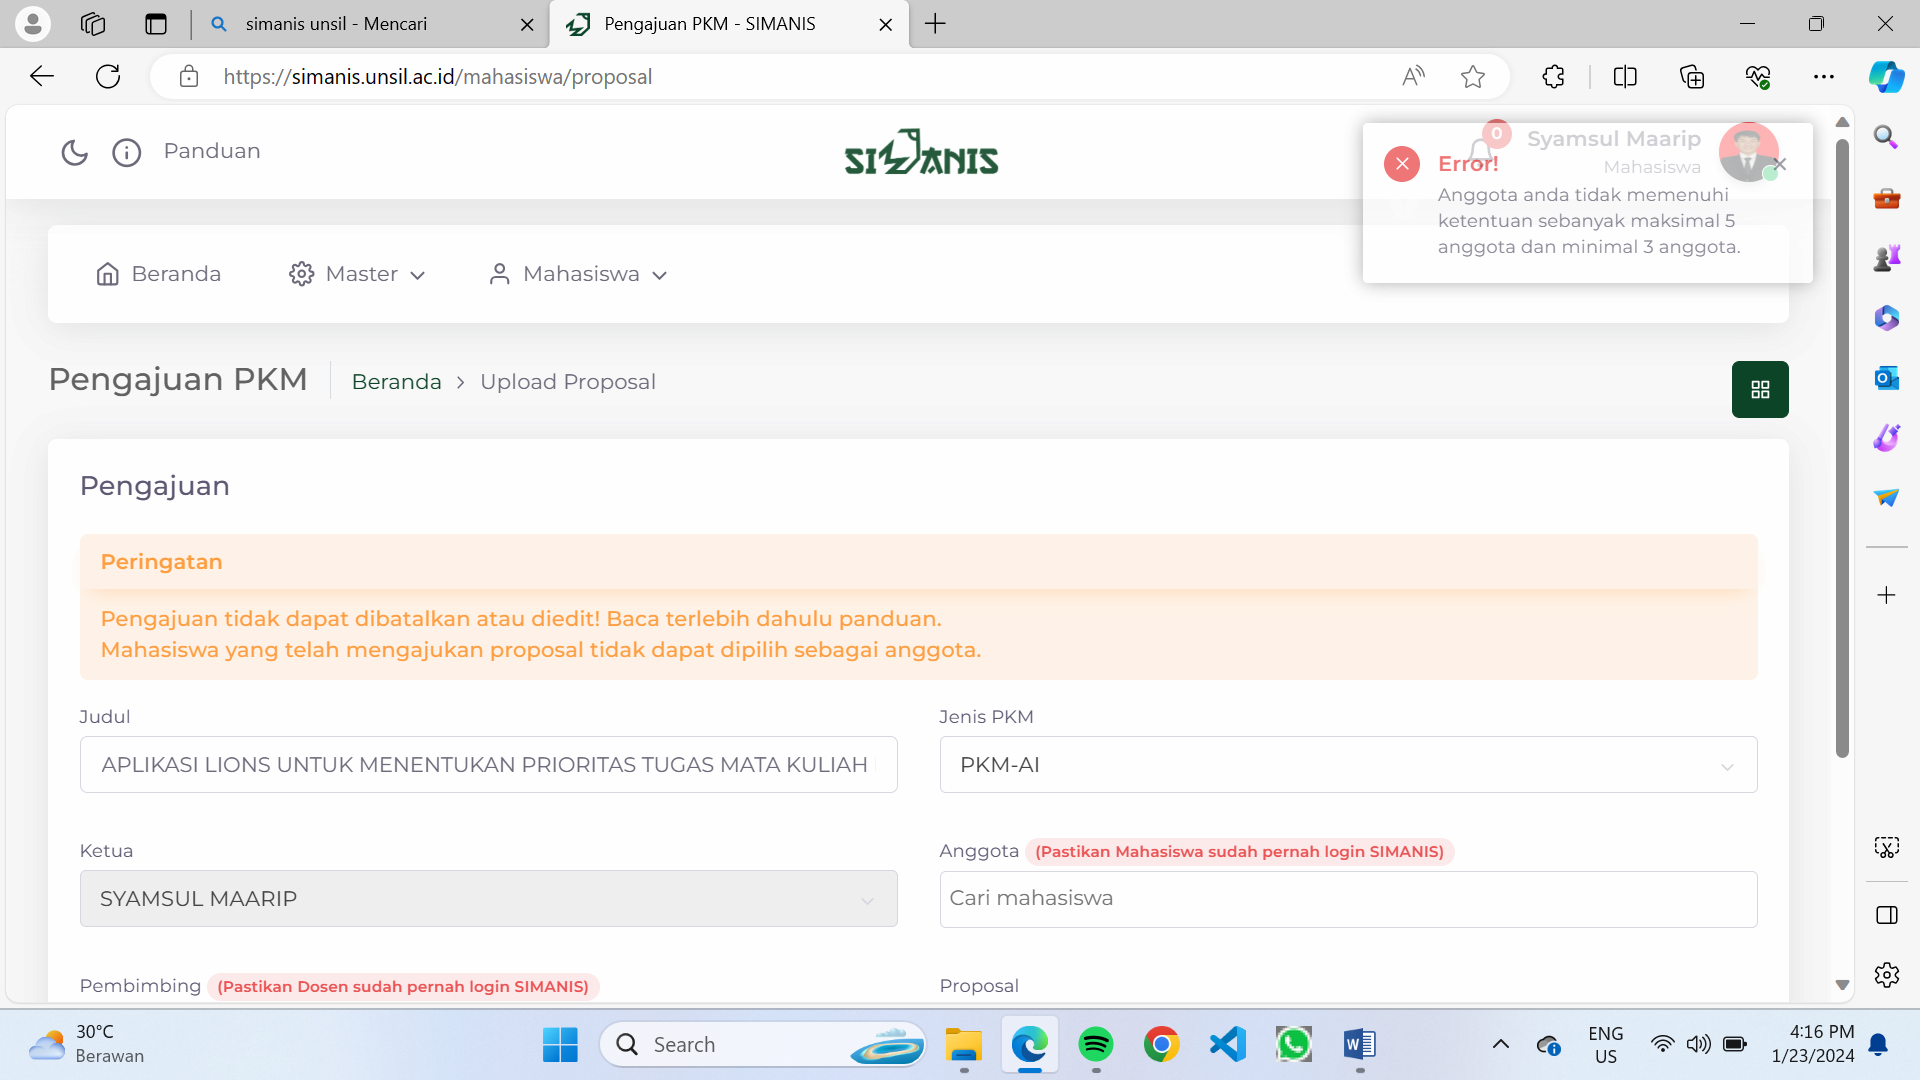 simanis unsil - Mencari
Pengajuan PKM - SIMANIS
https://simanis.unsil.ac.id/mahasiswa/proposal
Panduan
SIMANIS
0
Syamsul Maarip
Mahasiswa
Error!
Anggota anda tidak memenuhi
ketentuan sebanyak maksimal 5
anggota dan minimal 3 anggota.
Beranda
Master
Mahasiswa
Pengajuan PKM
Beranda > Upload Proposal
Pengajuan
Peringatan
Pengajuan tidak dapat dibatalkan atau diedit! Baca terlebih dahulu panduan.
Mahasiswa yang telah mengajukan proposal tidak dapat dipilih sebagai anggota.
Judul
APLIKASI LIONS UNTUK MENENTUKAN PRIORITAS TUGAS MATA KULIAH
Jenis PKM
PKM-AI
Ketua
SYAMSUL MAARIP
Anggota (Pastikan Mahasiswa sudah pernah login SIMANIS)
Cari mahasiswa
Pembimbing (Pastikan Dosen sudah pernah login SIMANIS)
Proposal
30°C
Berawan
Search
ENG
US
4:16 PM
1/23/2024